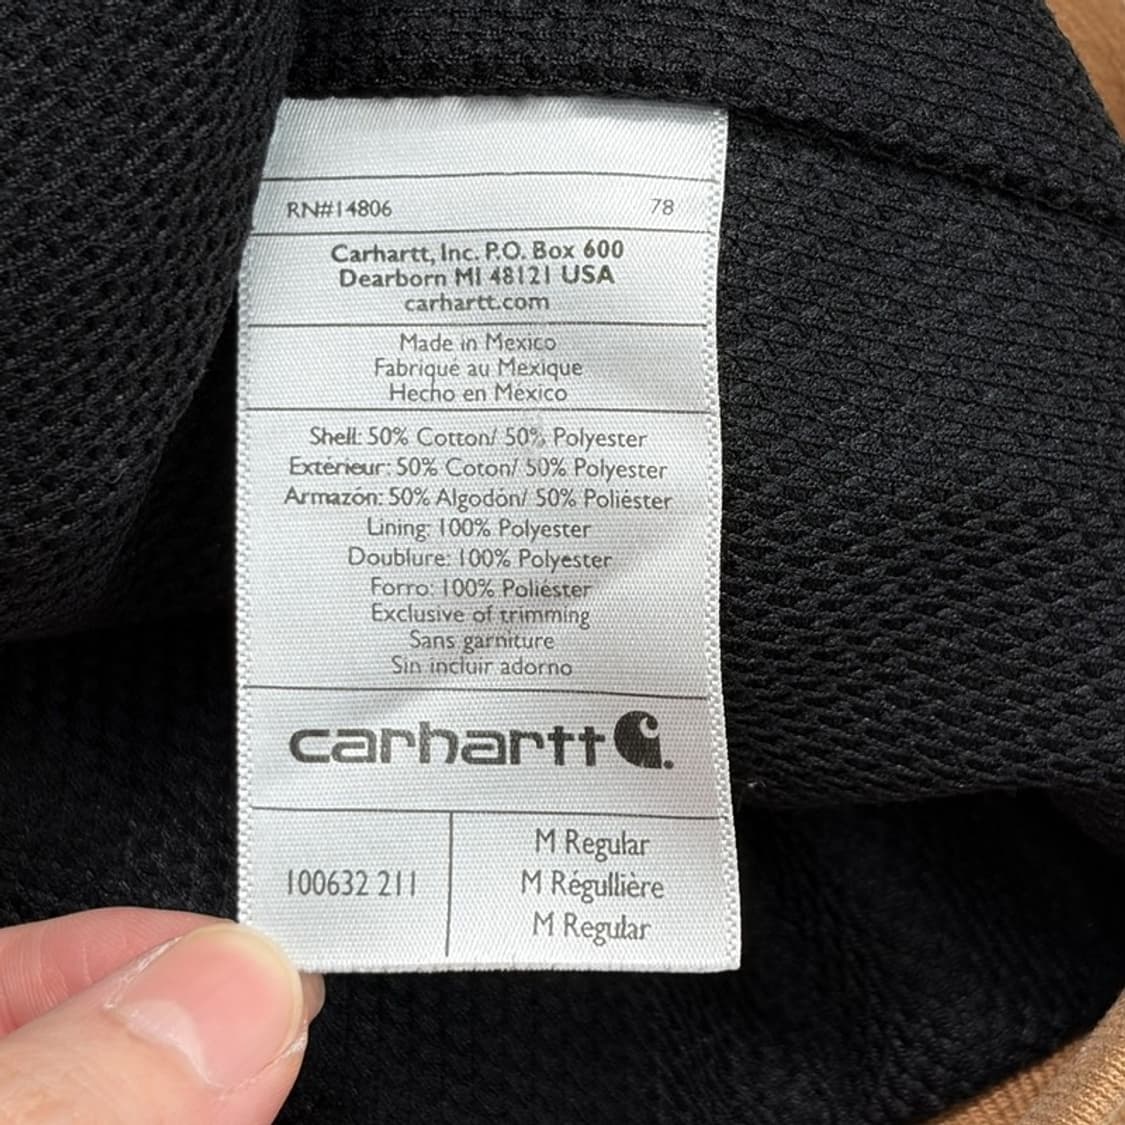 RN#14806 78
Carhartt, Inc. P.O. Box 600
Dearborn MI 48121 USA
carhartt.com
Made in Mexico
Fabriqué au Mexique
Hecho en México
Shell: 50% Cotton/ 50% Polyester
Extérieur: 50% Coton/ 50% Polyester
Armazón: 50% Algodón/ 50% Poliéster
Lining: 100% Polyester
Doublure: 100% Polyester
Forro: 100% Poliéster
Exclusive of trimming
Sans garniture
Sin incluir adorno
carhartt
M Regular
100632 211 M Régullière
M Regular